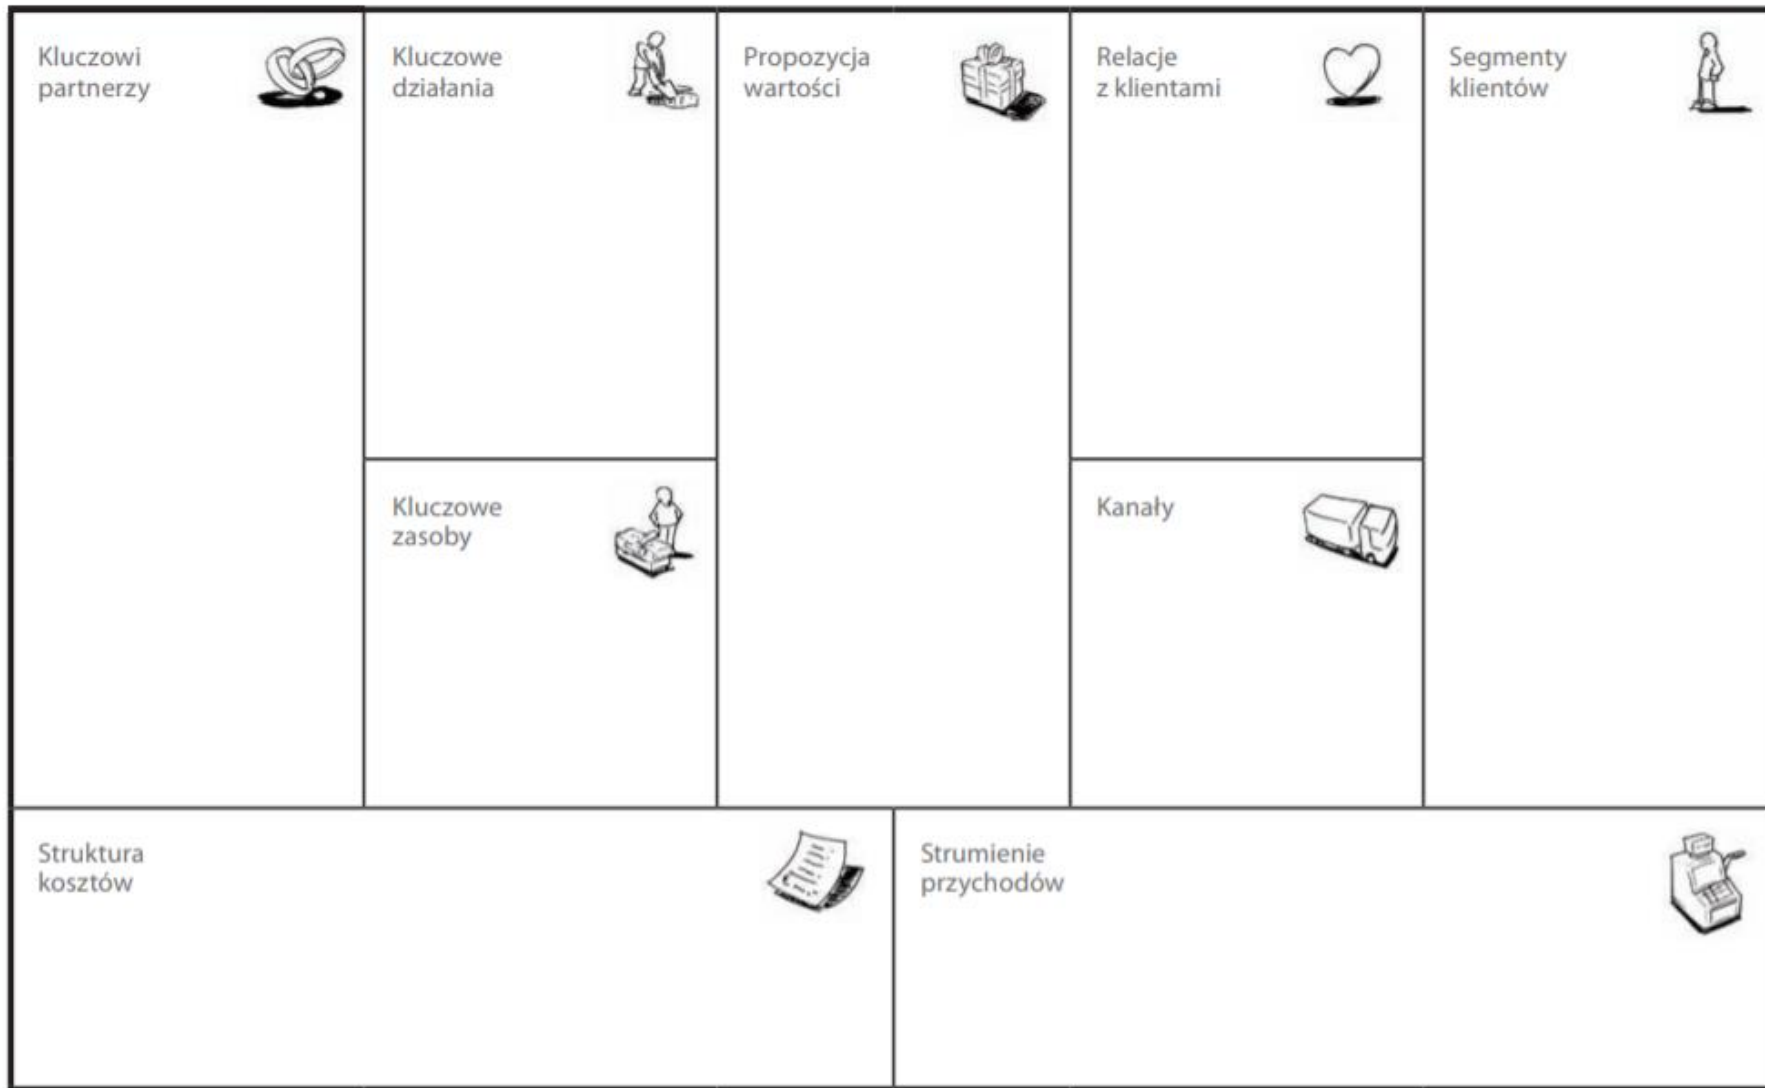 Kluczowi
partnerzy
Kluczowe
działania
Propozycja
wartości
Relacje
z klientami
Segmenty
klientów
Kluczowe
zasoby
Kanały
Struktura
kosztów
Strumienie
przychodów